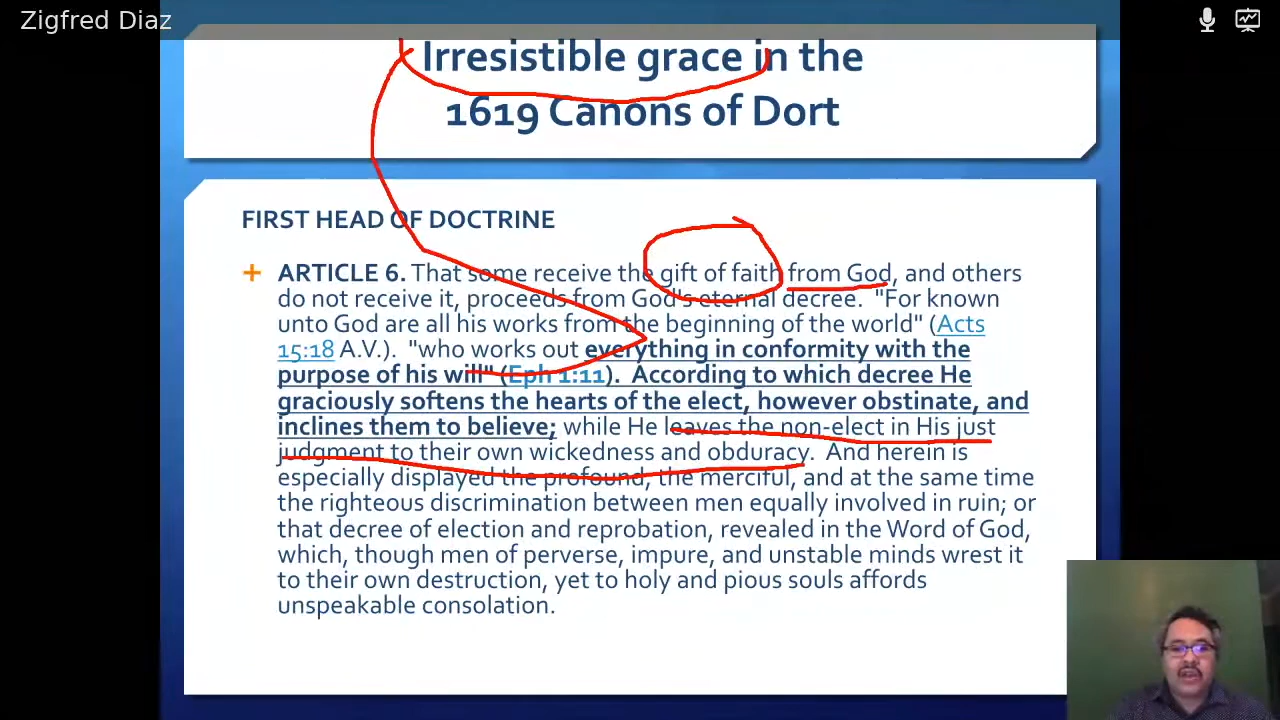 Zigfred Diaz
Irresistible grace in the
1619 Canons of Dort
FIRST HEAD OF DOCTRINE
+ ARTICLE 6. That some receive the gift of faith from God, and others
do not receive it, proceeds from God's eternal decree. "For known
unto God are all his works from the beginning of the world" (Acts
15:18 A.V.). "who works out everything in conformity with the
purpose of his will" (Eph 1:11). According to which decree He
graciously softens the hearts of the elect, however obstinate, and
inclines them to believe; while He leaves the non-elect in His just
judgment to their own wickedness and obduracy. And herein is
especially displayed the profound, the merciful, and at the same time
the righteous discrimination between men equally involved in ruin; or
that decree of election and reprobation, revealed in the Word of God,
which, though men of perverse, impure, and unstable minds wrest it
to their own destruction, yet to holy and pious souls affords
unspeakable consolation.